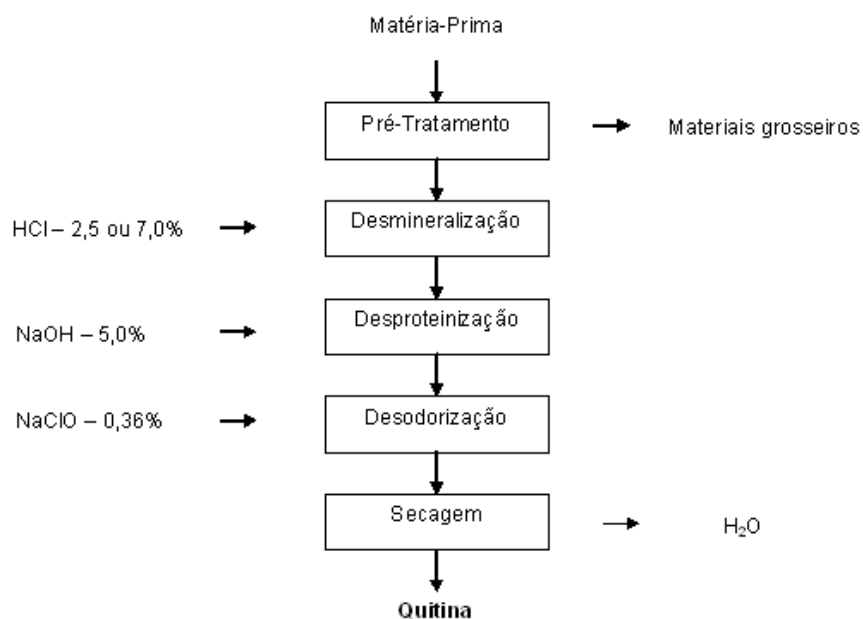 Matéria-Prima
Pré-Tratamento
Materiais grosseiros
HCl – 2,5 ou 7,0%
Desmineralização
NaOH – 5,0%
Desproteinização
NaClO – 0,36%
Desodorização
Secagem
H₂O
Quitina